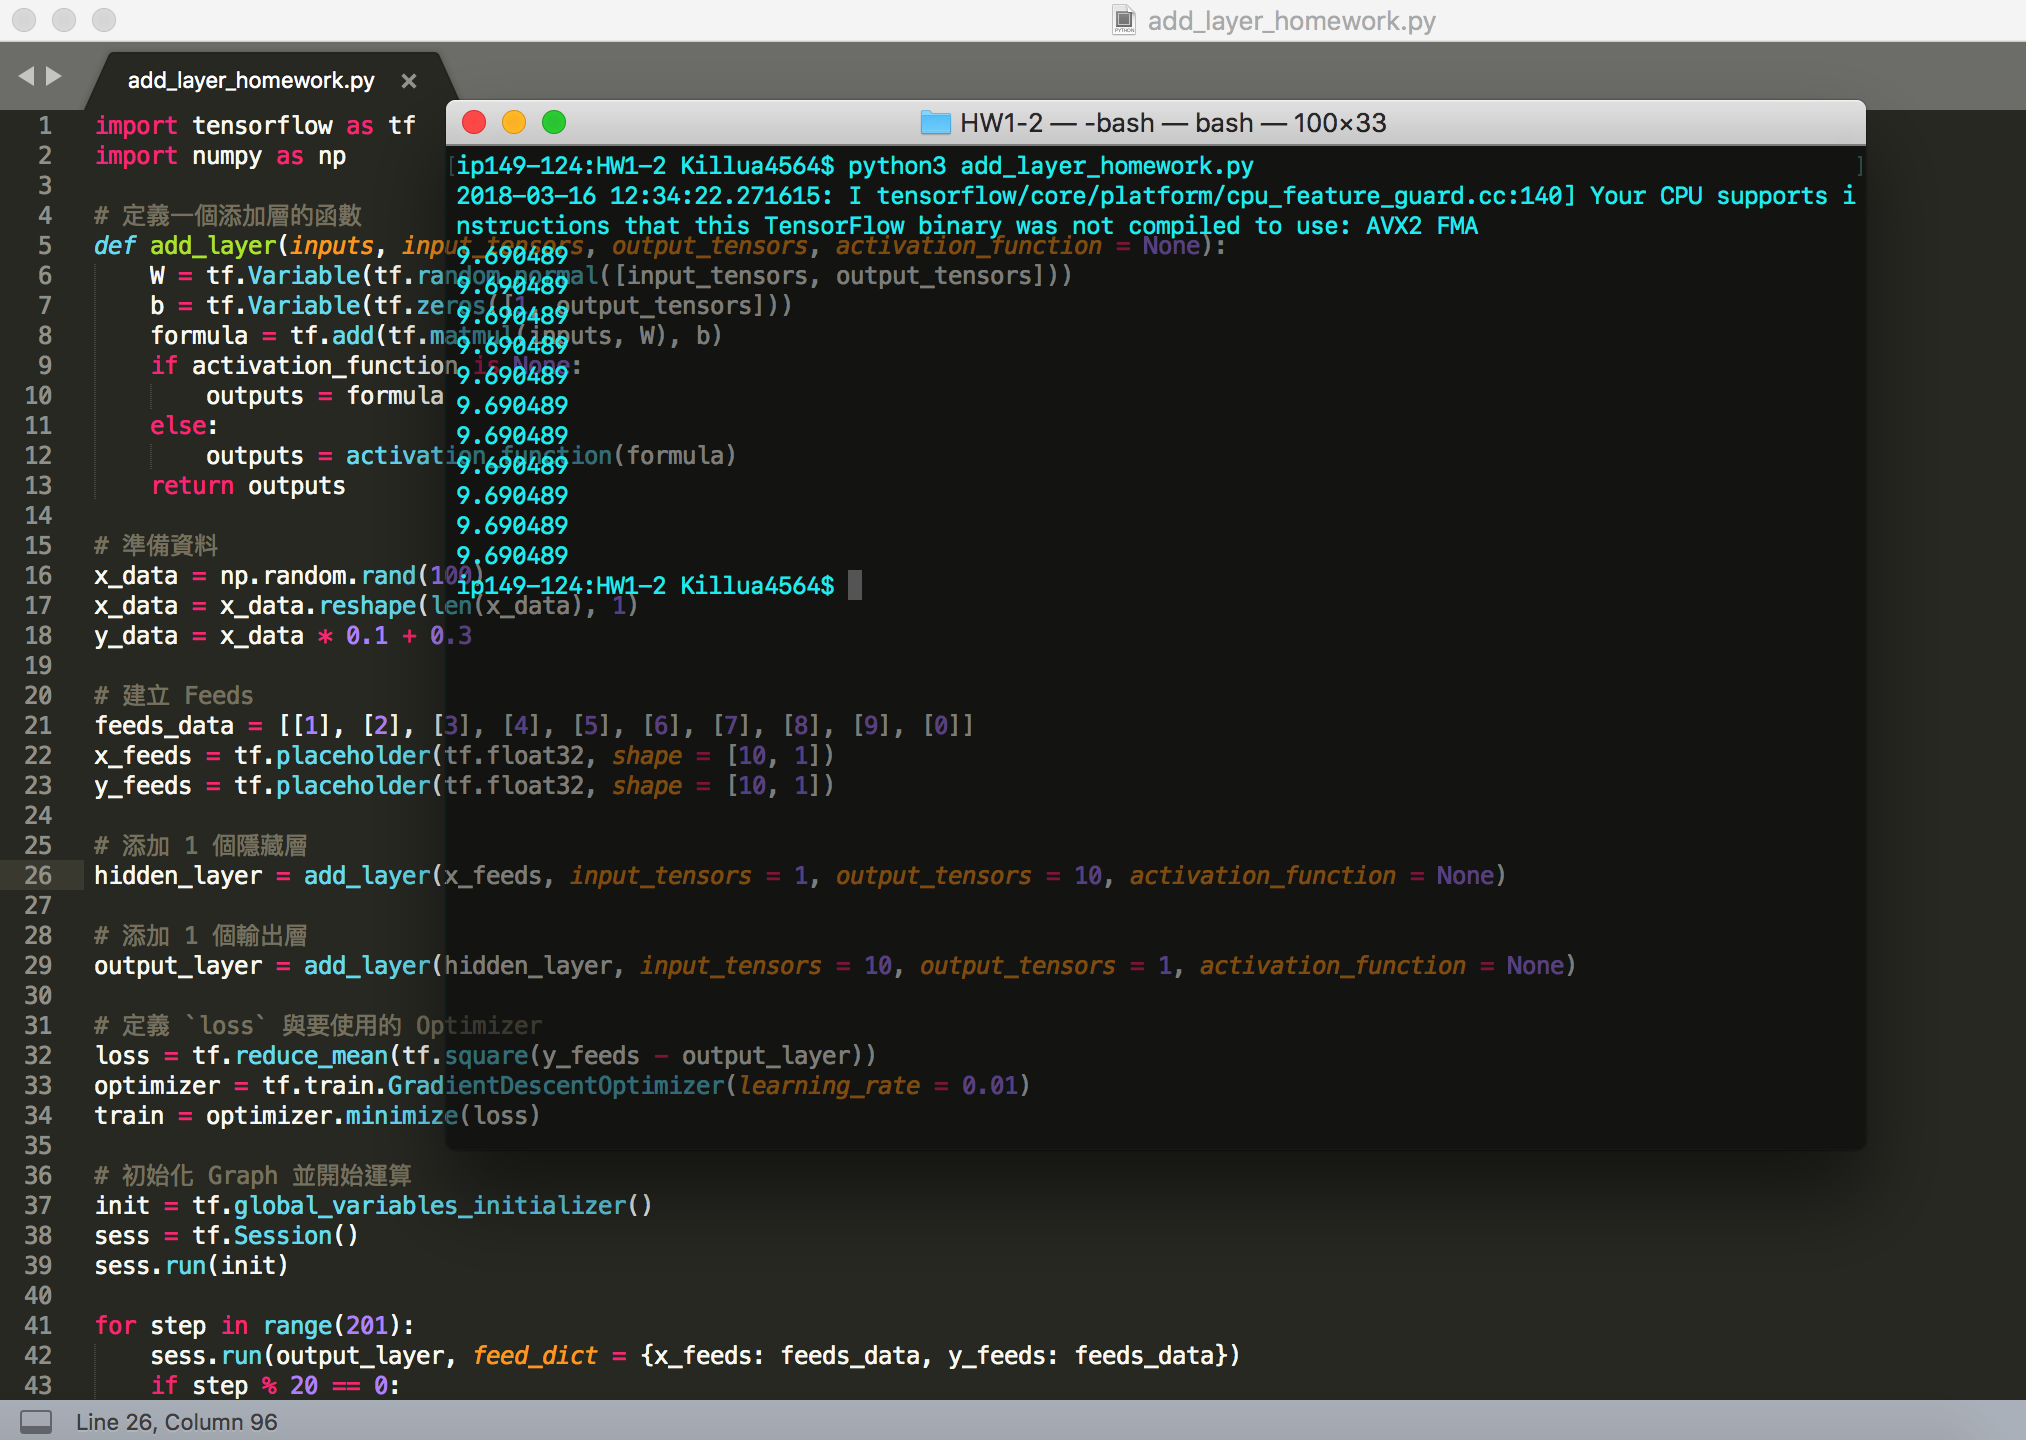 add_layer_homework.py
add_layer_homework.py ×
HW1-2 — -bash — bash — 100×33
ip149-124:HW1-2 Killua4564$ python3 add_layer_homework.py
2018-03-16 12:34:22.271615: I tensorflow/core/platform/cpu_feature_guard.cc:140] Your CPU supports i
nstructions that this TensorFlow binary was not compiled to use: AVX2 FMA
9.690489
9.690489
9.690489
9.690489
9.690489
9.690489
9.690489
9.690489
9.690489
9.690489
9.690489
ip149-124:HW1-2 Killua4564$
1 import tensorflow as tf
2 import numpy as np
3
4 # 定義一個添加層的函數
5 def add_layer(inputs, input_tensors, output_tensors, activation_function = None):
6 W = tf.Variable(tf.random_normal([input_tensors, output_tensors]))
7 b = tf.Variable(tf.zeros([1, output_tensors]))
8 formula = tf.add(tf.matmul(inputs, W), b)
9 if activation_function is None:
10 outputs = formula
11 else:
12 outputs = activation_function(formula)
13 return outputs
14
15 # 準備資料
16 x_data = np.random.rand(100)
17 x_data = x_data.reshape(len(x_data), 1)
18 y_data = x_data * 0.1 + 0.3
19
20 # 建立 Feeds
21 feeds_data = [[1], [2], [3], [4], [5], [6], [7], [8], [9], [0]]
22 x_feeds = tf.placeholder(tf.float32, shape = [10, 1])
23 y_feeds = tf.placeholder(tf.float32, shape = [10, 1])
24
25 # 添加 1 個隱藏層
26 hidden_layer = add_layer(x_feeds, input_tensors = 1, output_tensors = 10, activation_function = None)
27
28 # 添加 1 個輸出層
29 output_layer = add_layer(hidden_layer, input_tensors = 10, output_tensors = 1, activation_function = None)
30
31 # 定義 `loss` 與要使用的 Optimizer
32 loss = tf.reduce_mean(tf.square(y_feeds - output_layer))
33 optimizer = tf.train.GradientDescentOptimizer(learning_rate = 0.01)
34 train = optimizer.minimize(loss)
35
36 # 初始化 Graph 並開始運算
37 init = tf.global_variables_initializer()
38 sess = tf.Session()
39 sess.run(init)
40
41 for step in range(201):
42 sess.run(output_layer, feed_dict = {x_feeds: feeds_data, y_feeds: feeds_data})
43 if step % 20 == 0:
Line 26, Column 96